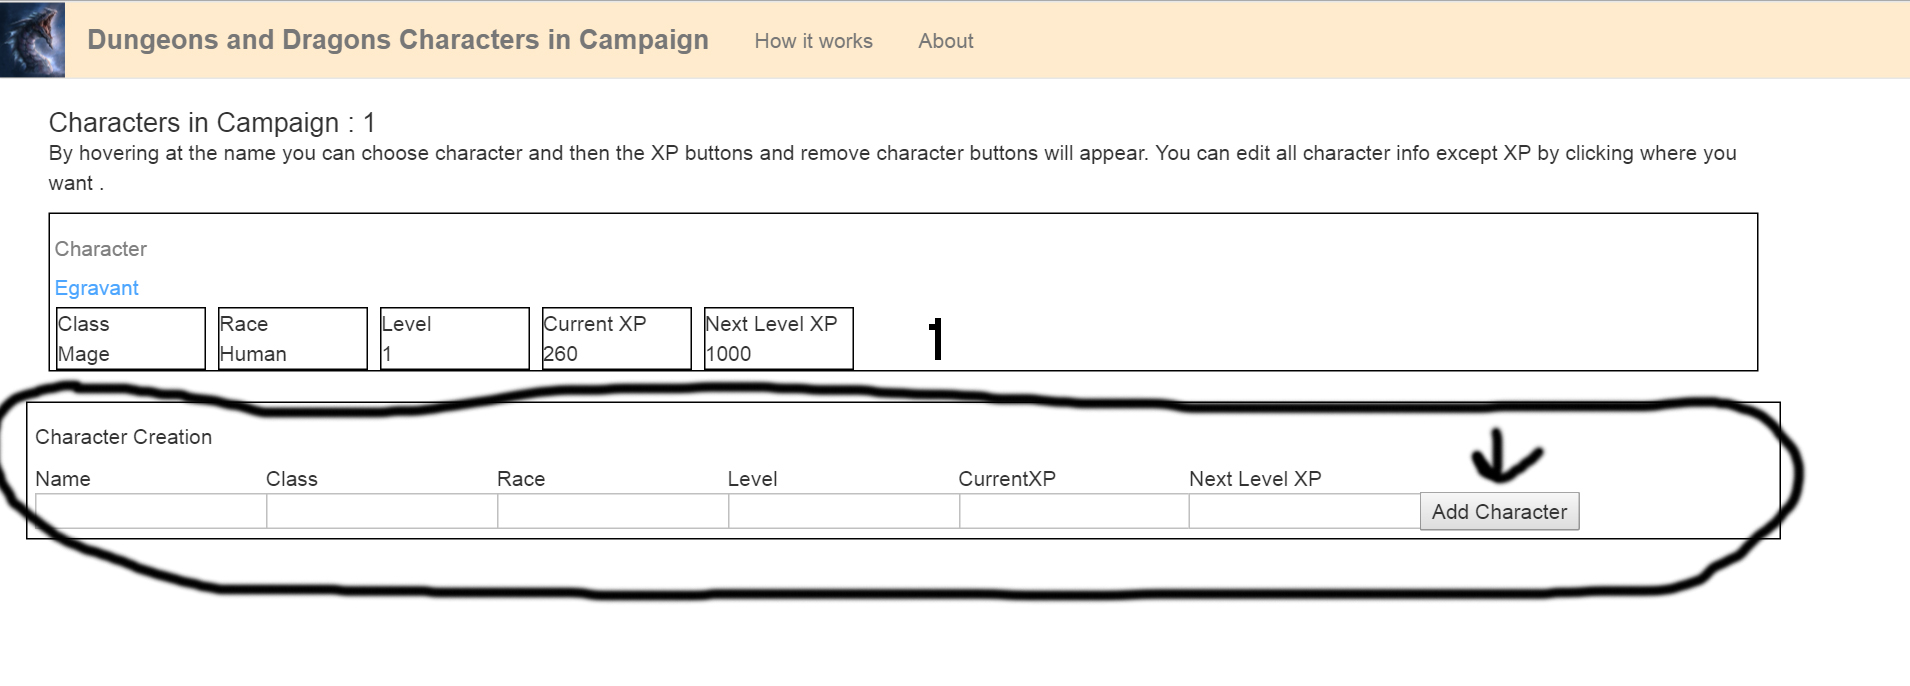 Dungeons and Dragons Characters in Campaign How it works About
Characters in Campaign : 1
By hovering at the name you can choose character and then the XP buttons and remove character buttons will appear. You can edit all character info except XP by clicking where you
want .
Character
Egravant
Class Race Level Current XP Next Level XP
Mage Human 1 260 1000
1
Character Creation
Name Class Race Level CurrentXP Next Level XP
Add Character